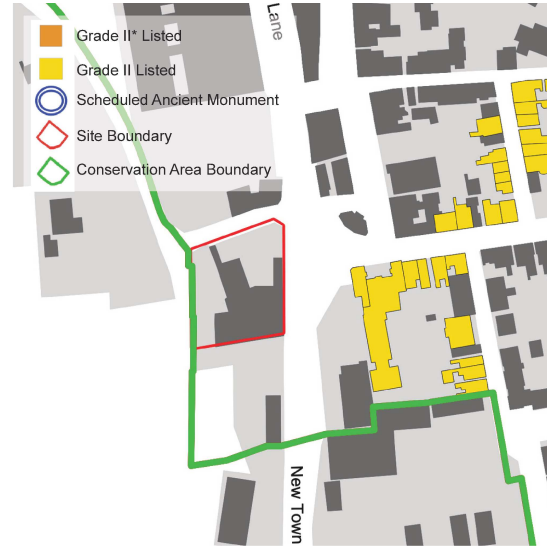 Lane
Grade II* Listed
Grade II Listed
Scheduled Ancient Monument
Site Boundary
Conservation Area Boundary
New Town